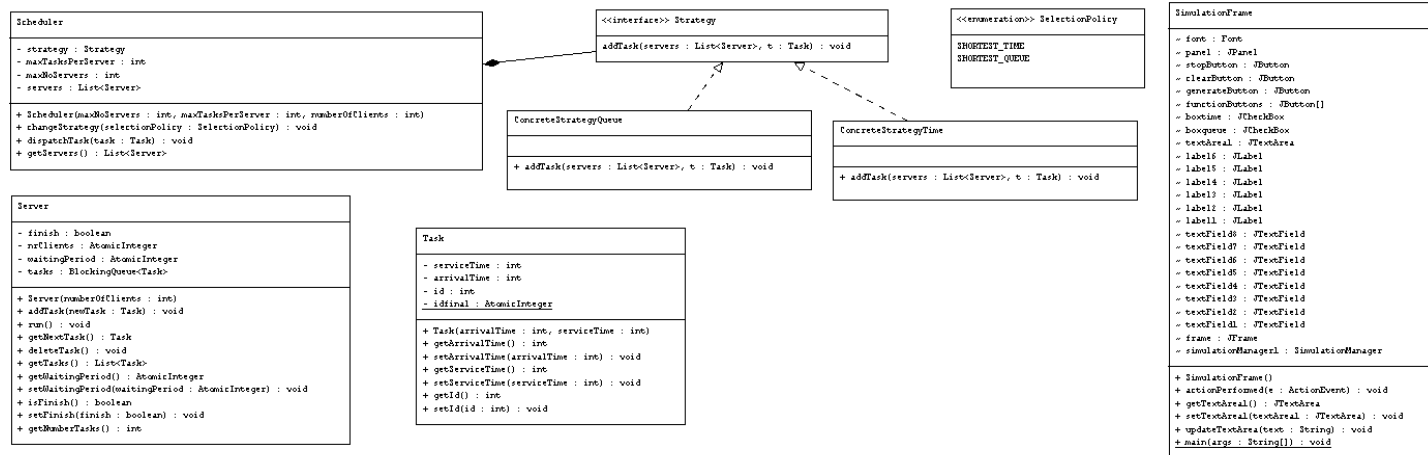 Scheduler
- strategy : Strategy
- maxTasksPerServer : int
- maxNoServers : int
- servers : List<Server>
+ Scheduler(maxNoServers : int, maxTasksPerServer : int, numberOfClients : int)
+ changeStrategy(selectionPolicy : SelectionPolicy) : void
+ dispatchTask(task : Task) : void
+ getServers() : List<Server>
<<interface>> Strategy
addTask(servers : List<Server>, t : Task) : void
<<enumeration>> SelectionPolicy
SHORTEST_TIME
SHORTEST_QUEUE
ConcreteStrategyQueue
+ addTask(servers : List<Server>, t : Task) : void
ConcreteStrategyTime
+ addTask(servers : List<Server>, t : Task) : void
Server
- finish : boolean
- nrClients : AtomicInteger
- waitingPeriod : AtomicInteger
- tasks : BlockingQueue<Task>
+ Server(numberOfClients : int)
+ addTask(newTask : Task) : void
+ run() : void
+ getNextTask() : Task
+ deleteTask() : void
+ getTasks() : List<Task>
+ getWaitingPeriod() : AtomicInteger
+ setWaitingPeriod(waitingPeriod : AtomicInteger) : void
+ isFinish() : boolean
+ setFinish(finish : boolean) : void
+ getNumberTasks() : int
Task
- serviceTime : int
- arrivalTime : int
- id : int
- idfinal : AtomicInteger
+ Task(arrivalTime : int, serviceTime : int)
+ getArrivalTime() : int
+ setArrivalTime(arrivalTime : int) : void
+ getServiceTime() : int
+ setServiceTime(serviceTime : int) : void
+ getId() : int
+ setId(id : int) : void
SimulationFrame
~ font : Font
~ panel : JPanel
~ stopButton : JButton
~ clearButton : JButton
~ generateButton : JButton
~ functionButtons : JButton[]
~ boxtime : JCheckBox
~ boxqueue : JCheckBox
~ textAreal : JTextArea
~ label6 : JLabel
~ label5 : JLabel
~ label4 : JLabel
~ label3 : JLabel
~ label2 : JLabel
~ label1 : JLabel
~ textField8 : JTextField
~ textField7 : JTextField
~ textField6 : JTextField
~ textField5 : JTextField
~ textField4 : JTextField
~ textField3 : JTextField
~ textField2 : JTextField
~ textField1 : JTextField
~ frame : JFrame
~ simulationManager1 : SimulationManager
+ SimulationFrame()
+ actionPerformed(e : ActionEvent) : void
+ getTextAreal() : JTextArea
+ setTextAreal(textAreal : JTextArea) : void
+ updateTextArea(text : String) : void
+ main(args : String[]) : void